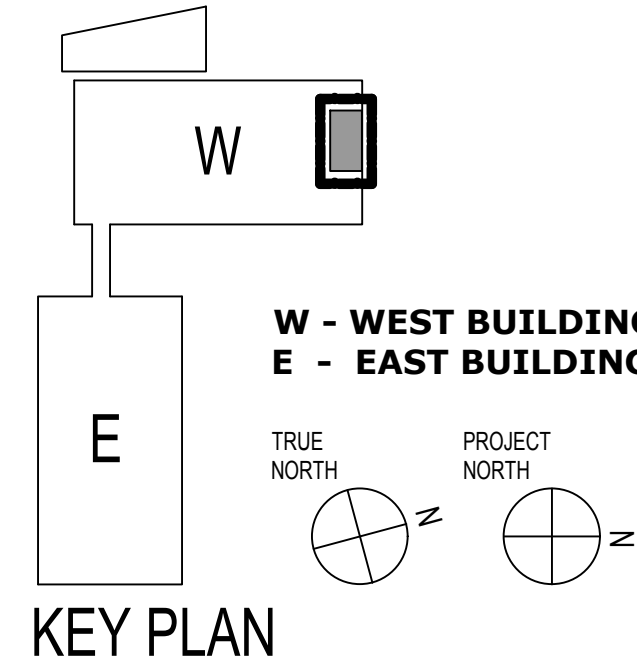 W
W - WEST BUILDING
E - EAST BUILDING
E
TRUE
NORTH
N
PROJECT
NORTH
N
KEY PLAN